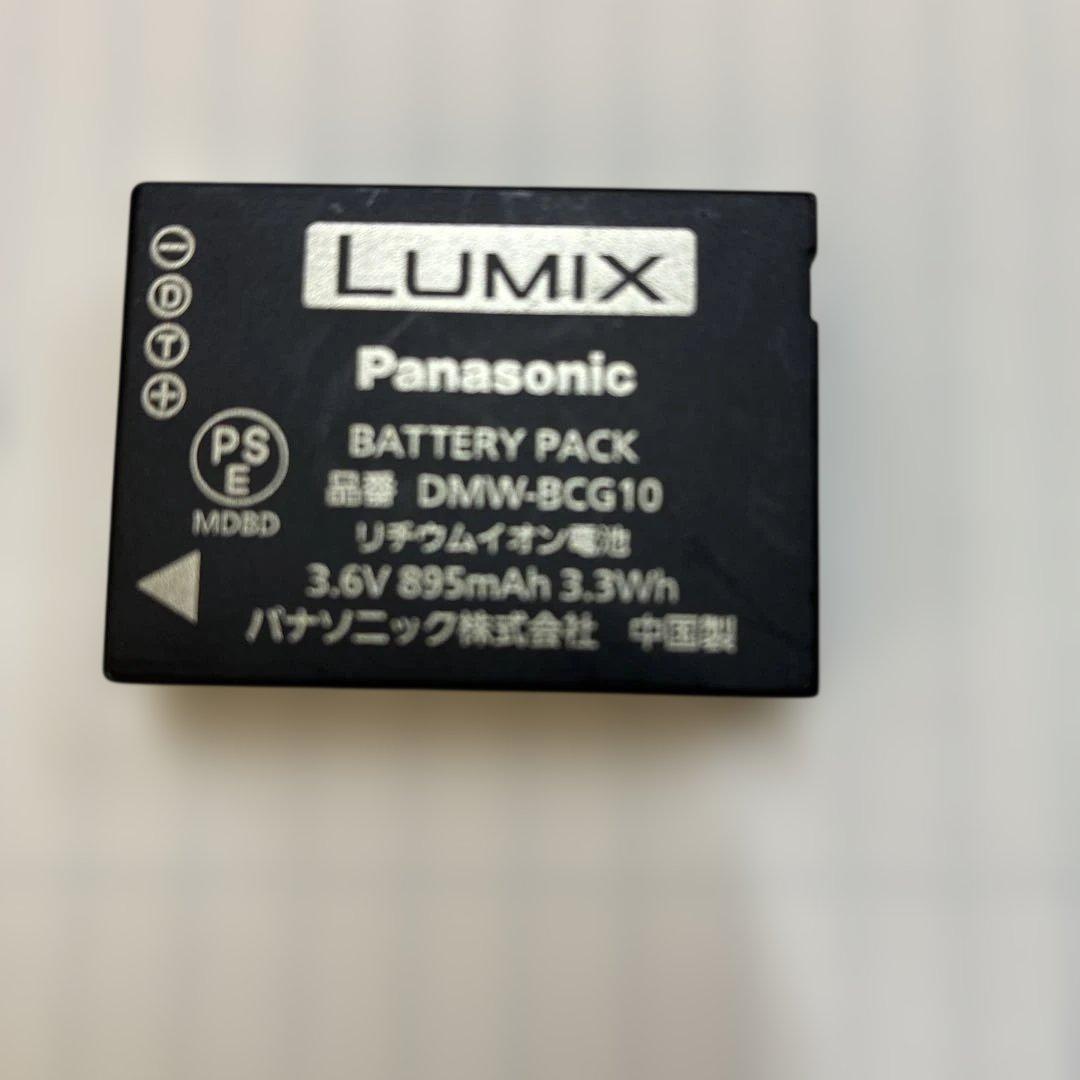 LUMIX
Panasonic
BATTERY PACK
品番 DMW-BCG10
リチウムイオン電池
3.6V 895mAh 3.3Wh
パナソニック株式会社 中国製
⊖
D
T
⊕
PS
E
MDBD